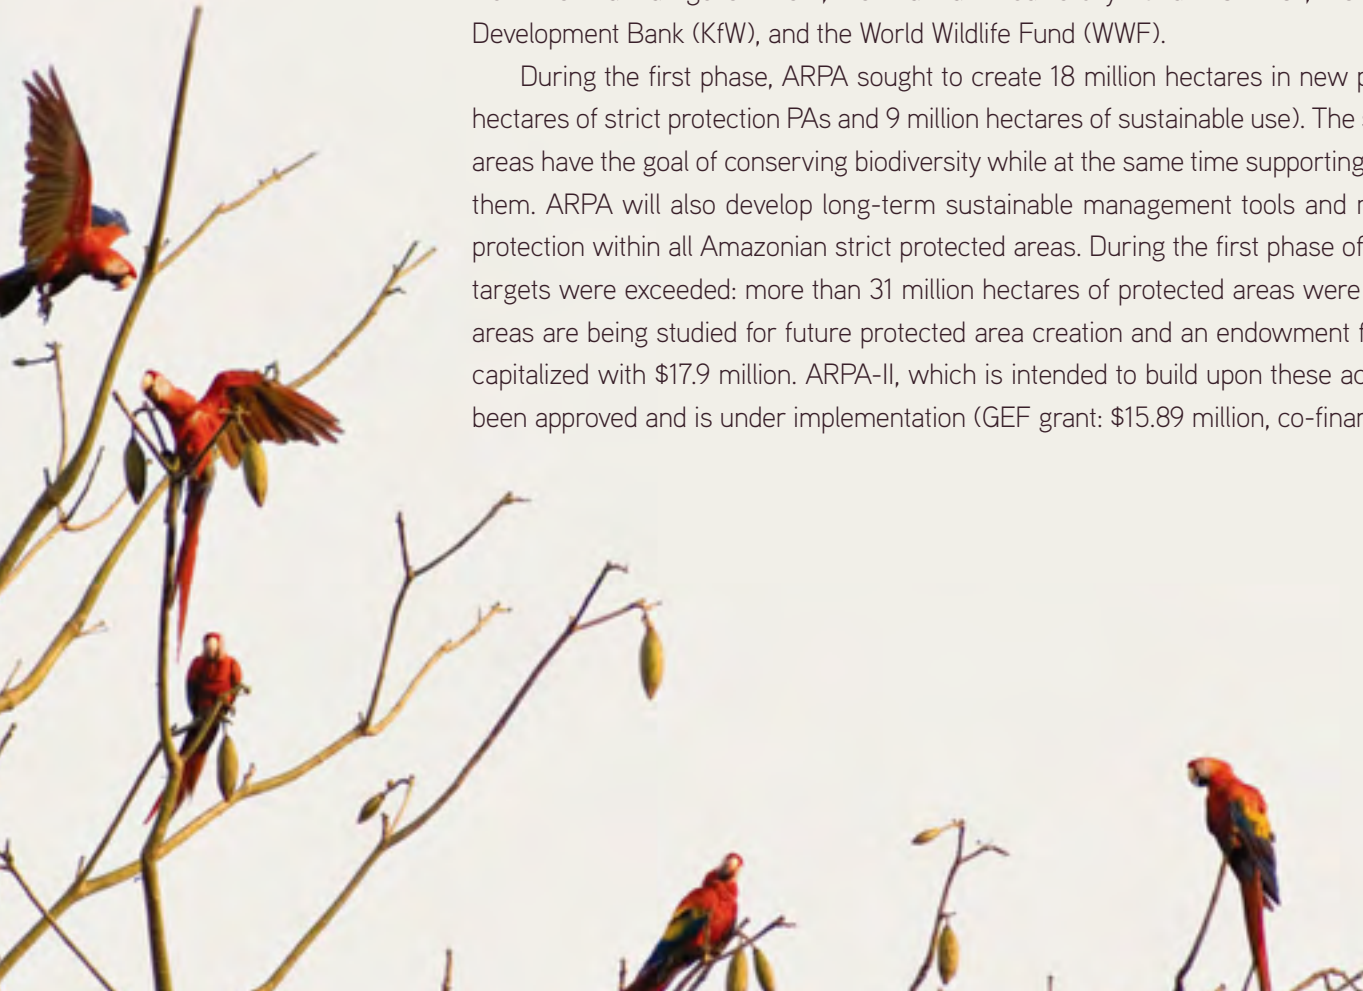 Development Bank (KfW), and the World Wildlife Fund (WWF).
During the first phase, ARPA sought to create 18 million hectares in new
hectares of strict protection PAs and 9 million hectares of sustainable use). The
areas have the goal of conserving biodiversity while at the same time supporting
them. ARPA will also develop long-term sustainable management tools and
protection within all Amazonian strict protected areas. During the first phase of
targets were exceeded: more than 31 million hectares of protected areas were
areas are being studied for future protected area creation and an endowment
capitalized with $17.9 million. ARPA-II, which is intended to build upon these
been approved and is under implementation (GEF grant: $15.89 million,